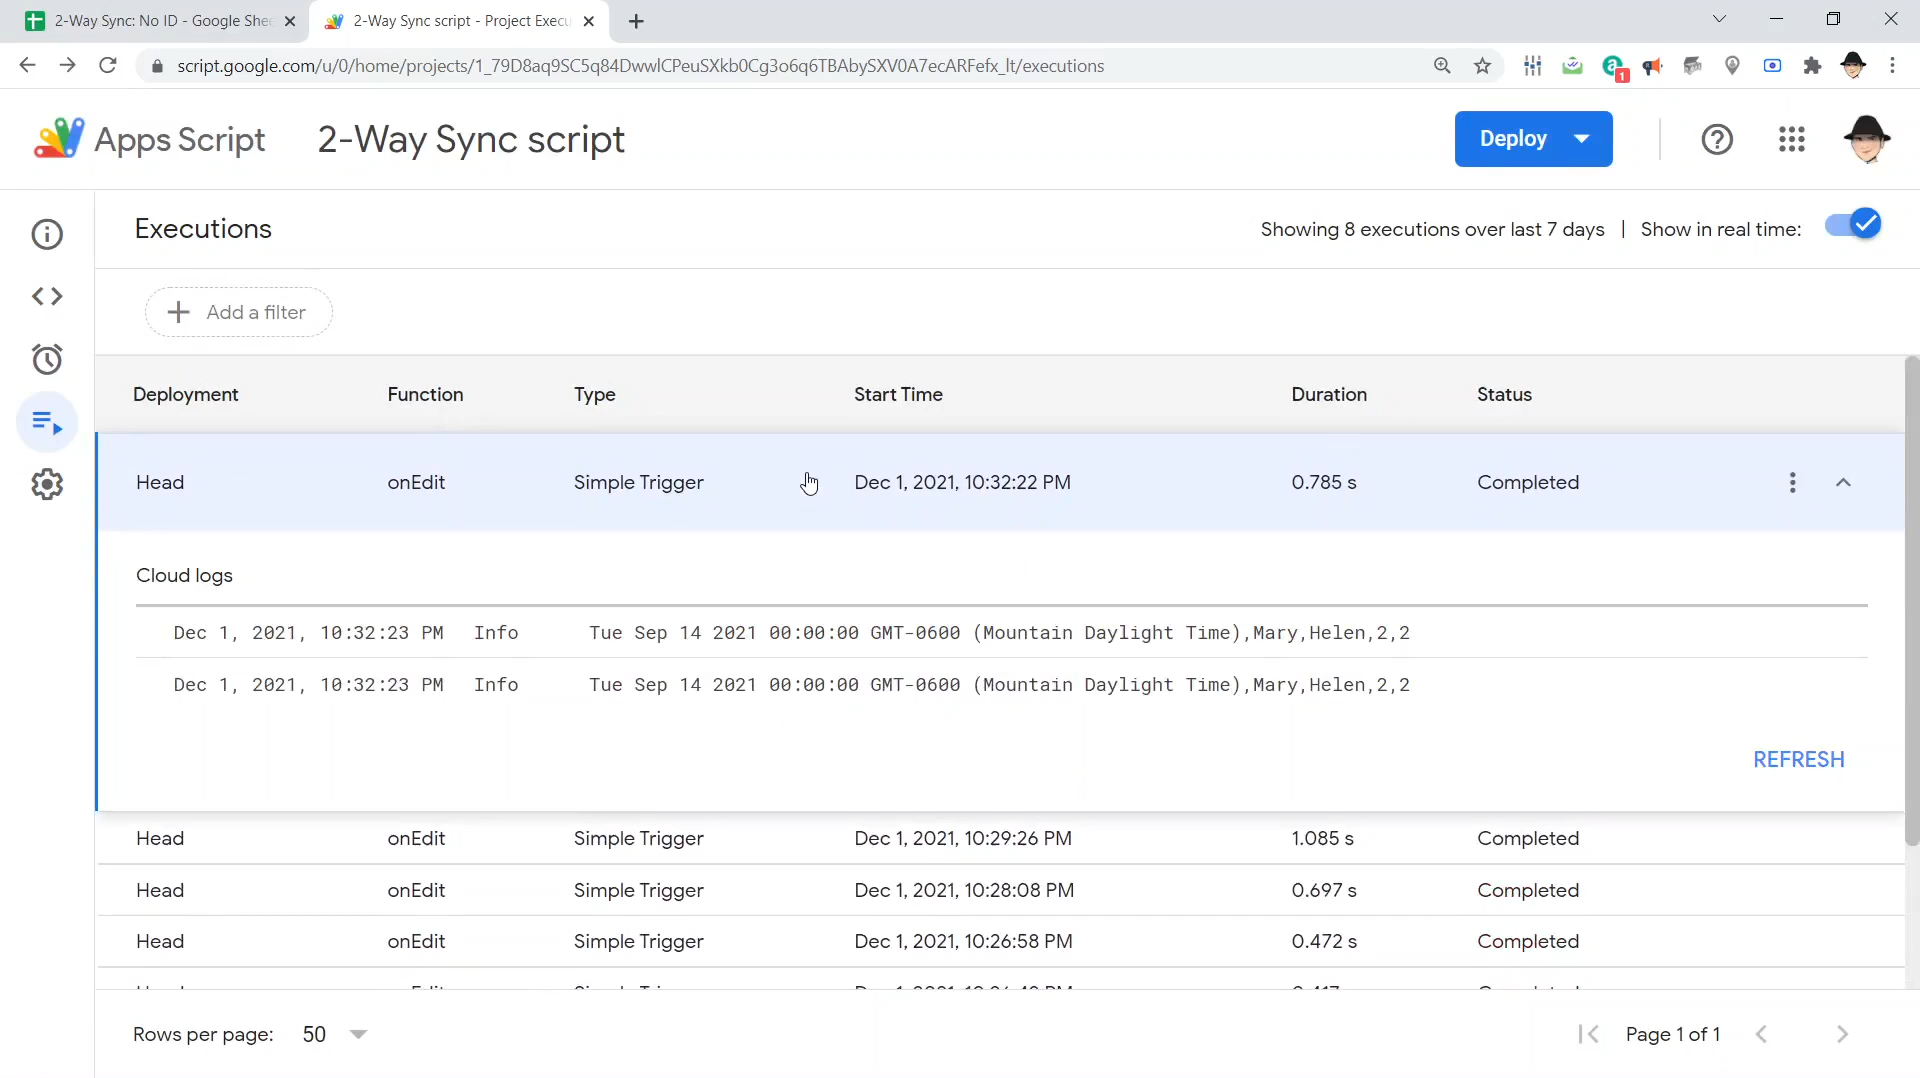 2-Way Sync: No ID - Google Shee
2-Way Sync script - Project Execu
script.google.com/u/0/home/projects/1_79D8aq9SC5q84DwwlCPeuSXkb0Cg3o6q6TBAbySXV0A7ecARFefx_lt/executions
1
Apps Script
2-Way Sync script
Deploy
Executions
Showing 8 executions over last 7 days | Show in real time:
Add a filter
Deployment Function Type Start Time Duration Status
Head onEdit Simple Trigger Dec 1, 2021, 10:32:22 PM 0.785 s Completed
Cloud logs
Dec 1, 2021, 10:32:23 PM Info Tue Sep 14 2021 00:00:00 GMT-0600 (Mountain Daylight Time),Mary,Helen,2,2
Dec 1, 2021, 10:32:23 PM Info Tue Sep 14 2021 00:00:00 GMT-0600 (Mountain Daylight Time),Mary,Helen,2,2
REFRESH
Head onEdit Simple Trigger Dec 1, 2021, 10:29:26 PM 1.085 s Completed
Head onEdit Simple Trigger Dec 1, 2021, 10:28:08 PM 0.697 s Completed
Head onEdit Simple Trigger Dec 1, 2021, 10:26:58 PM 0.472 s Completed
Rows per page: 50
Page 1 of 1